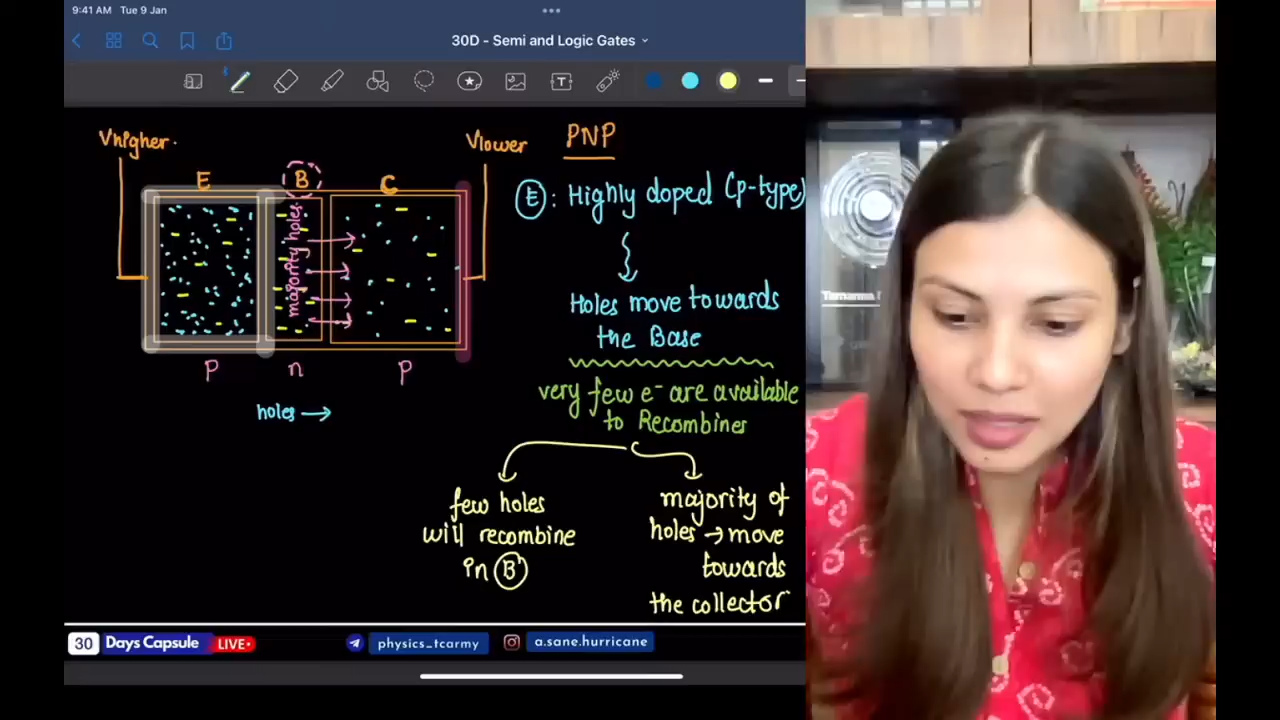 9:41 AM Tue 9 Jan
30D - Semi and Logic Gates
Vhigher.
Vlower
PNP
E
B
C
majority holes
E : Highly doped (p-type)
Holes move towards
the Base
P
n
P
holes →
very few e- are available
to Recombines
few holes
will recombine
in B
majority of
holes → move
towards
the collector
30 Days Capsule LIVE
physics_tcarmy
a.sane.hurricane